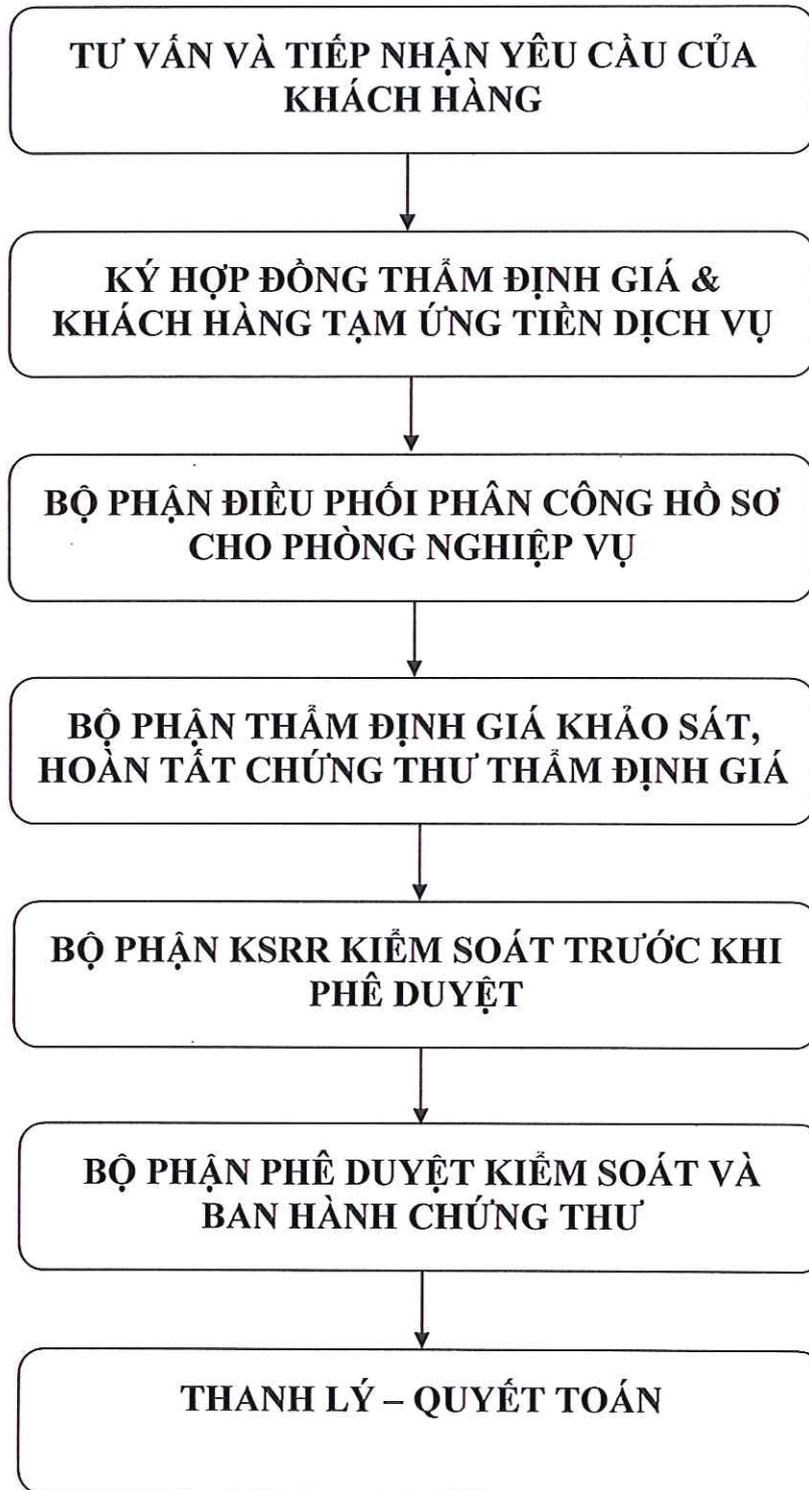 TƯ VẤN VÀ TIẾP NHẬN YÊU CẦU CỦA
KHÁCH HÀNG
KÝ HỢP ĐỒNG THẨM ĐỊNH GIÁ &
KHÁCH HÀNG TẠM ỨNG TIỀN DỊCH VỤ
BỘ PHẬN ĐIỀU PHỐI PHÂN CÔNG HỒ SƠ
CHO PHÒNG NGHIỆP VỤ
BỘ PHẬN THẨM ĐỊNH GIÁ KHẢO SÁT,
HOÀN TẤT CHỨNG THƯ THẨM ĐỊNH GIÁ
BỘ PHẬN KSRR KIỂM SOÁT TRƯỚC KHI
PHÊ DUYỆT
BỘ PHẬN PHÊ DUYỆT KIỂM SOÁT VÀ
BAN HÀNH CHỨNG THƯ
THANH LÝ – QUYẾT TOÁN